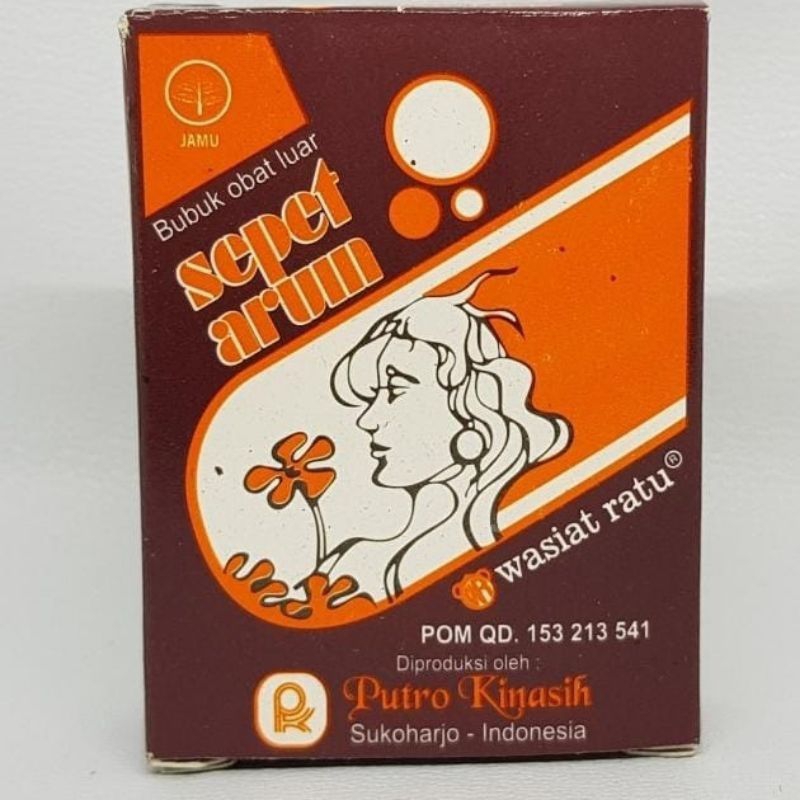 JAMU
Bubuk obat luar
sepet
arum
wasiat ratu®
POM QD. 153 213 541
Diproduksi oleh :
Putro Kinasih
Sukoharjo - Indonesia